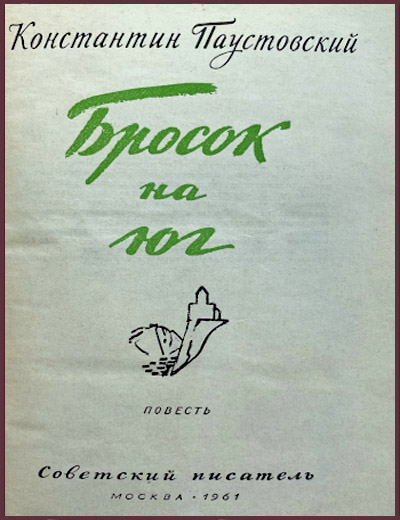 Константин Паустовский
Бросок
на
юг
ПОВЕСТЬ
Советский писатель
МОСКВА · 1961